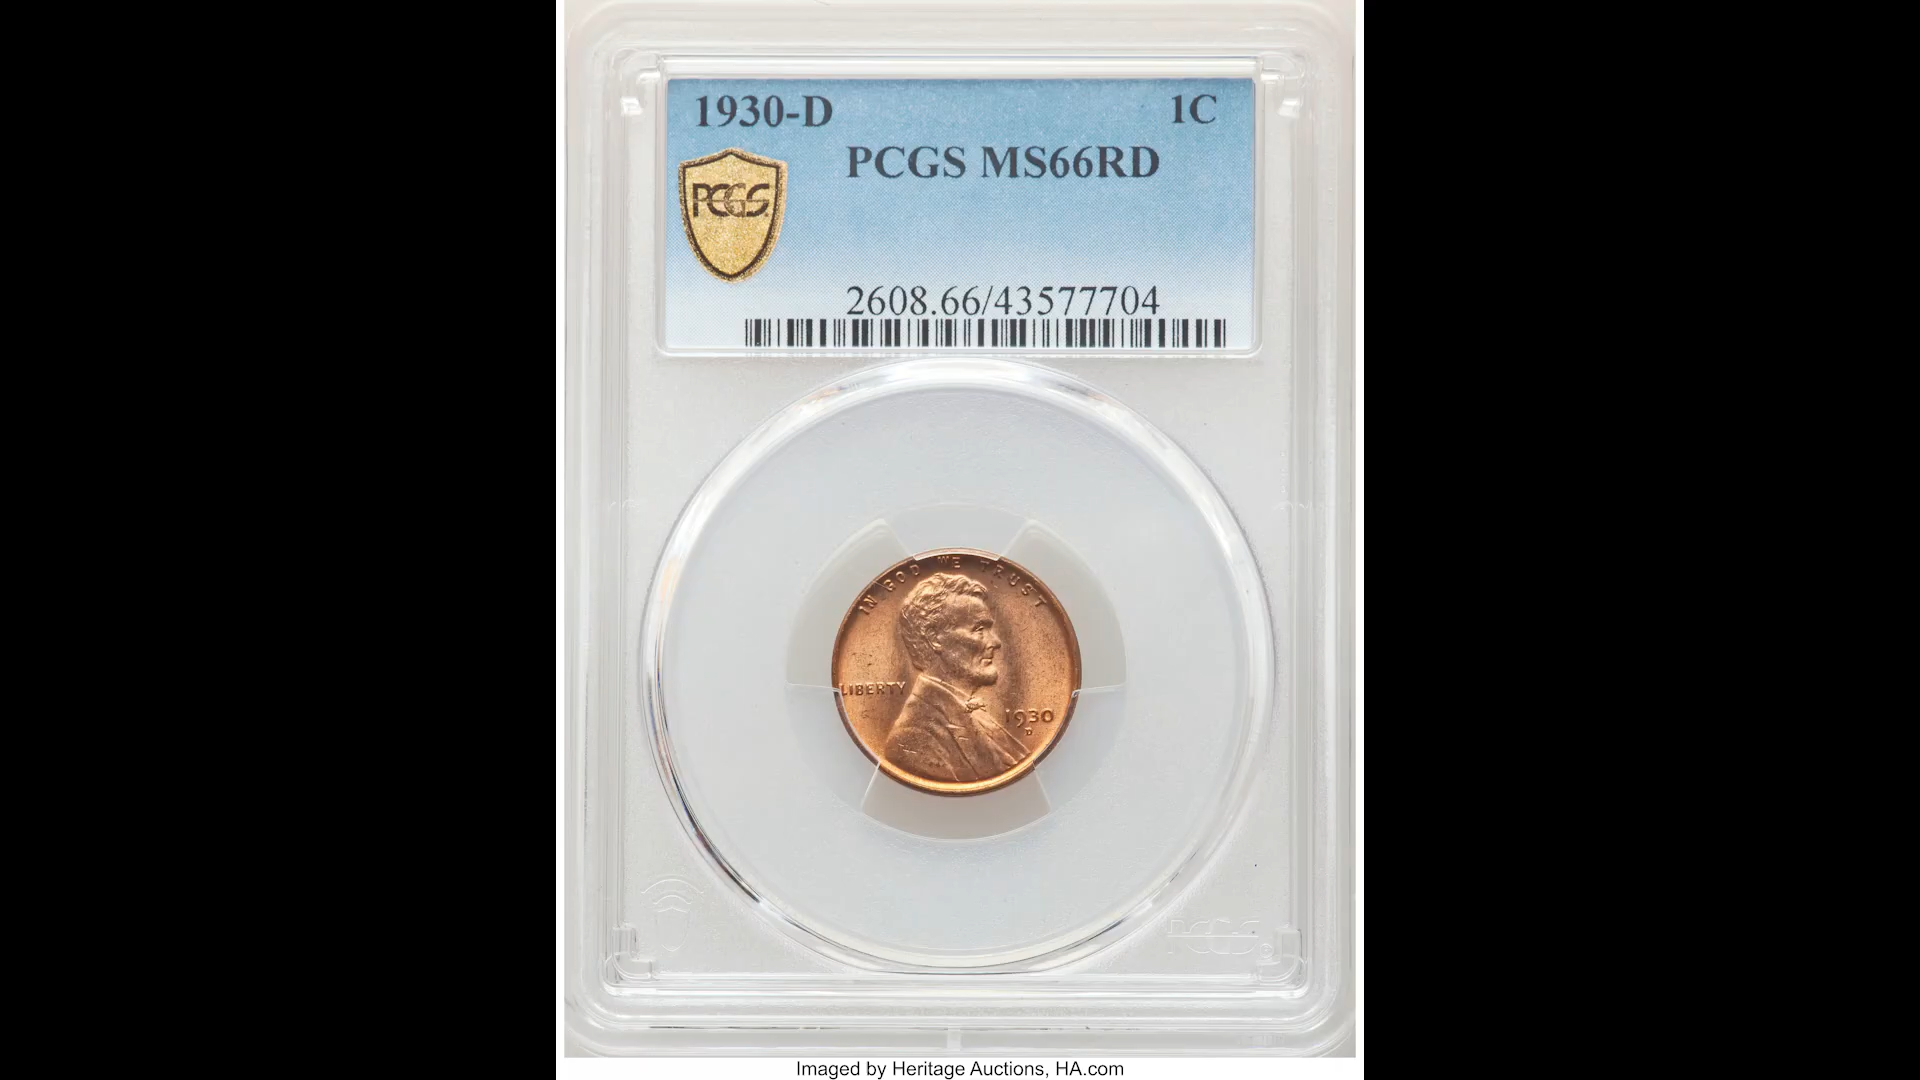 1930-D 1C
PCGS MS66RD
PCGS
2608.66/43577704
IN GOD WE TRUST
LIBERTY
1930
D
PCGS
Imaged by Heritage Auctions, HA.com